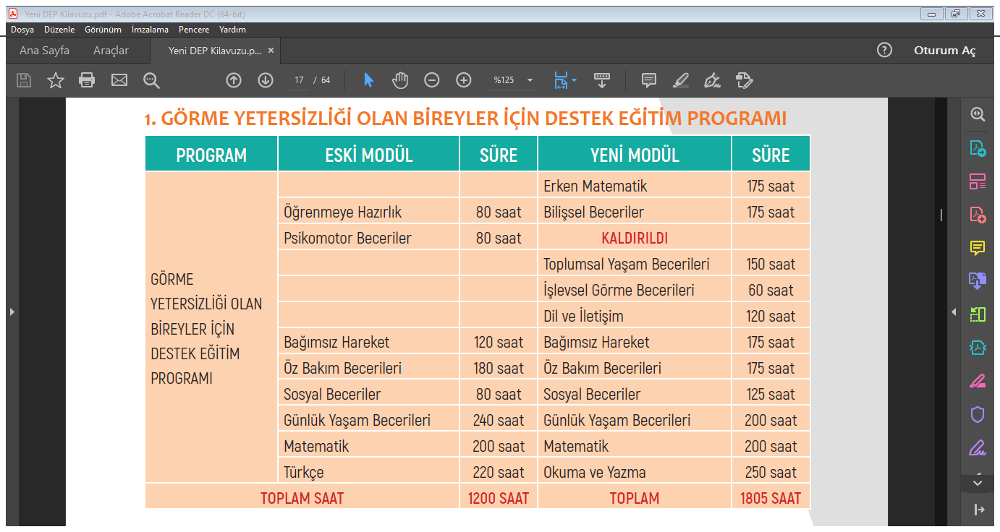 Yeni DEP Kilavuzu.pdf - Adobe Acrobat Reader DC (64-bit)
Dosya Düzenle Görünüm İmzalama Pencere Yardım
Ana Sayfa Araçlar Yeni DEP Kilavuzu.p... × Oturum Aç
17 / 64 %125
1. GÖRME YETERSİZLİĞİ OLAN BİREYLER İÇİN DESTEK EĞİTİM PROGRAMI
PROGRAM ESKİ MODÜL SÜRE YENİ MODÜL SÜRE
Erken Matematik 175 saat
Öğrenmeye Hazırlık 80 saat Bilişsel Beceriler 175 saat
Psikomotor Beceriler 80 saat KALDIRILDI
Toplumsal Yaşam Becerileri 150 saat
GÖRME
YETERSİZLİĞİ OLAN
BİREYLER İÇİN
DESTEK EĞİTİM
PROGRAMI
İşlevsel Görme Becerileri 60 saat
Dil ve İletişim 120 saat
Bağımsız Hareket 120 saat Bağımsız Hareket 175 saat
Öz Bakım Becerileri 180 saat Öz Bakım Becerileri 175 saat
Sosyal Beceriler 80 saat Sosyal Beceriler 125 saat
Günlük Yaşam Becerileri 240 saat Günlük Yaşam Becerileri 200 saat
Matematik 200 saat Matematik 200 saat
Türkçe 220 saat Okuma ve Yazma 250 saat
TOPLAM SAAT 1200 SAAT TOPLAM 1805 SAAT